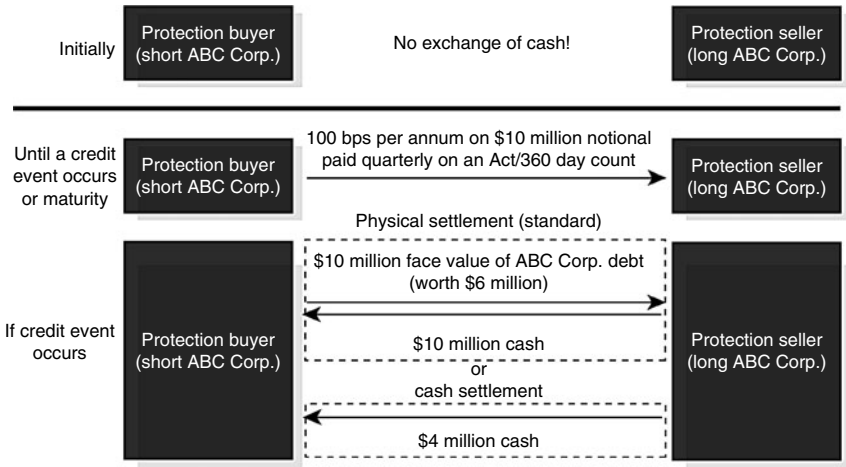 Initially
Protection buyer
(short ABC Corp.)
No exchange of cash!
Protection seller
(long ABC Corp.)
Until a credit
event occurs
or maturity
Protection buyer
(short ABC Corp.)
100 bps per annum on $10 million notional
paid quarterly on an Act/360 day count
Protection seller
(long ABC Corp.)
Physical settlement (standard)
If credit event
occurs
Protection buyer
(short ABC Corp.)
$10 million face value of ABC Corp. debt
(worth $6 million)
$10 million cash
or
cash settlement
$4 million cash
Protection seller
(long ABC Corp.)